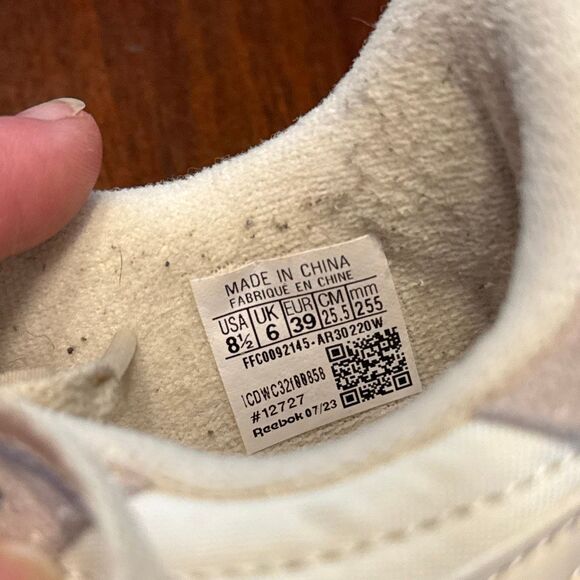 MADE IN CHINA
FABRIQUE EN CHINE
USA UK EUR CM mm
8½ 6 39 25.5 255
FFC0092145-AR30220W
#12727
Reebok 07/23